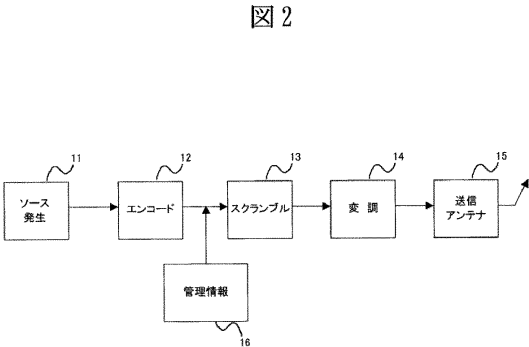 図2
11
12
13
14
15
ソース
発生
エンコード
スクランブル
変 調
送信
アンテナ
管理情報
16